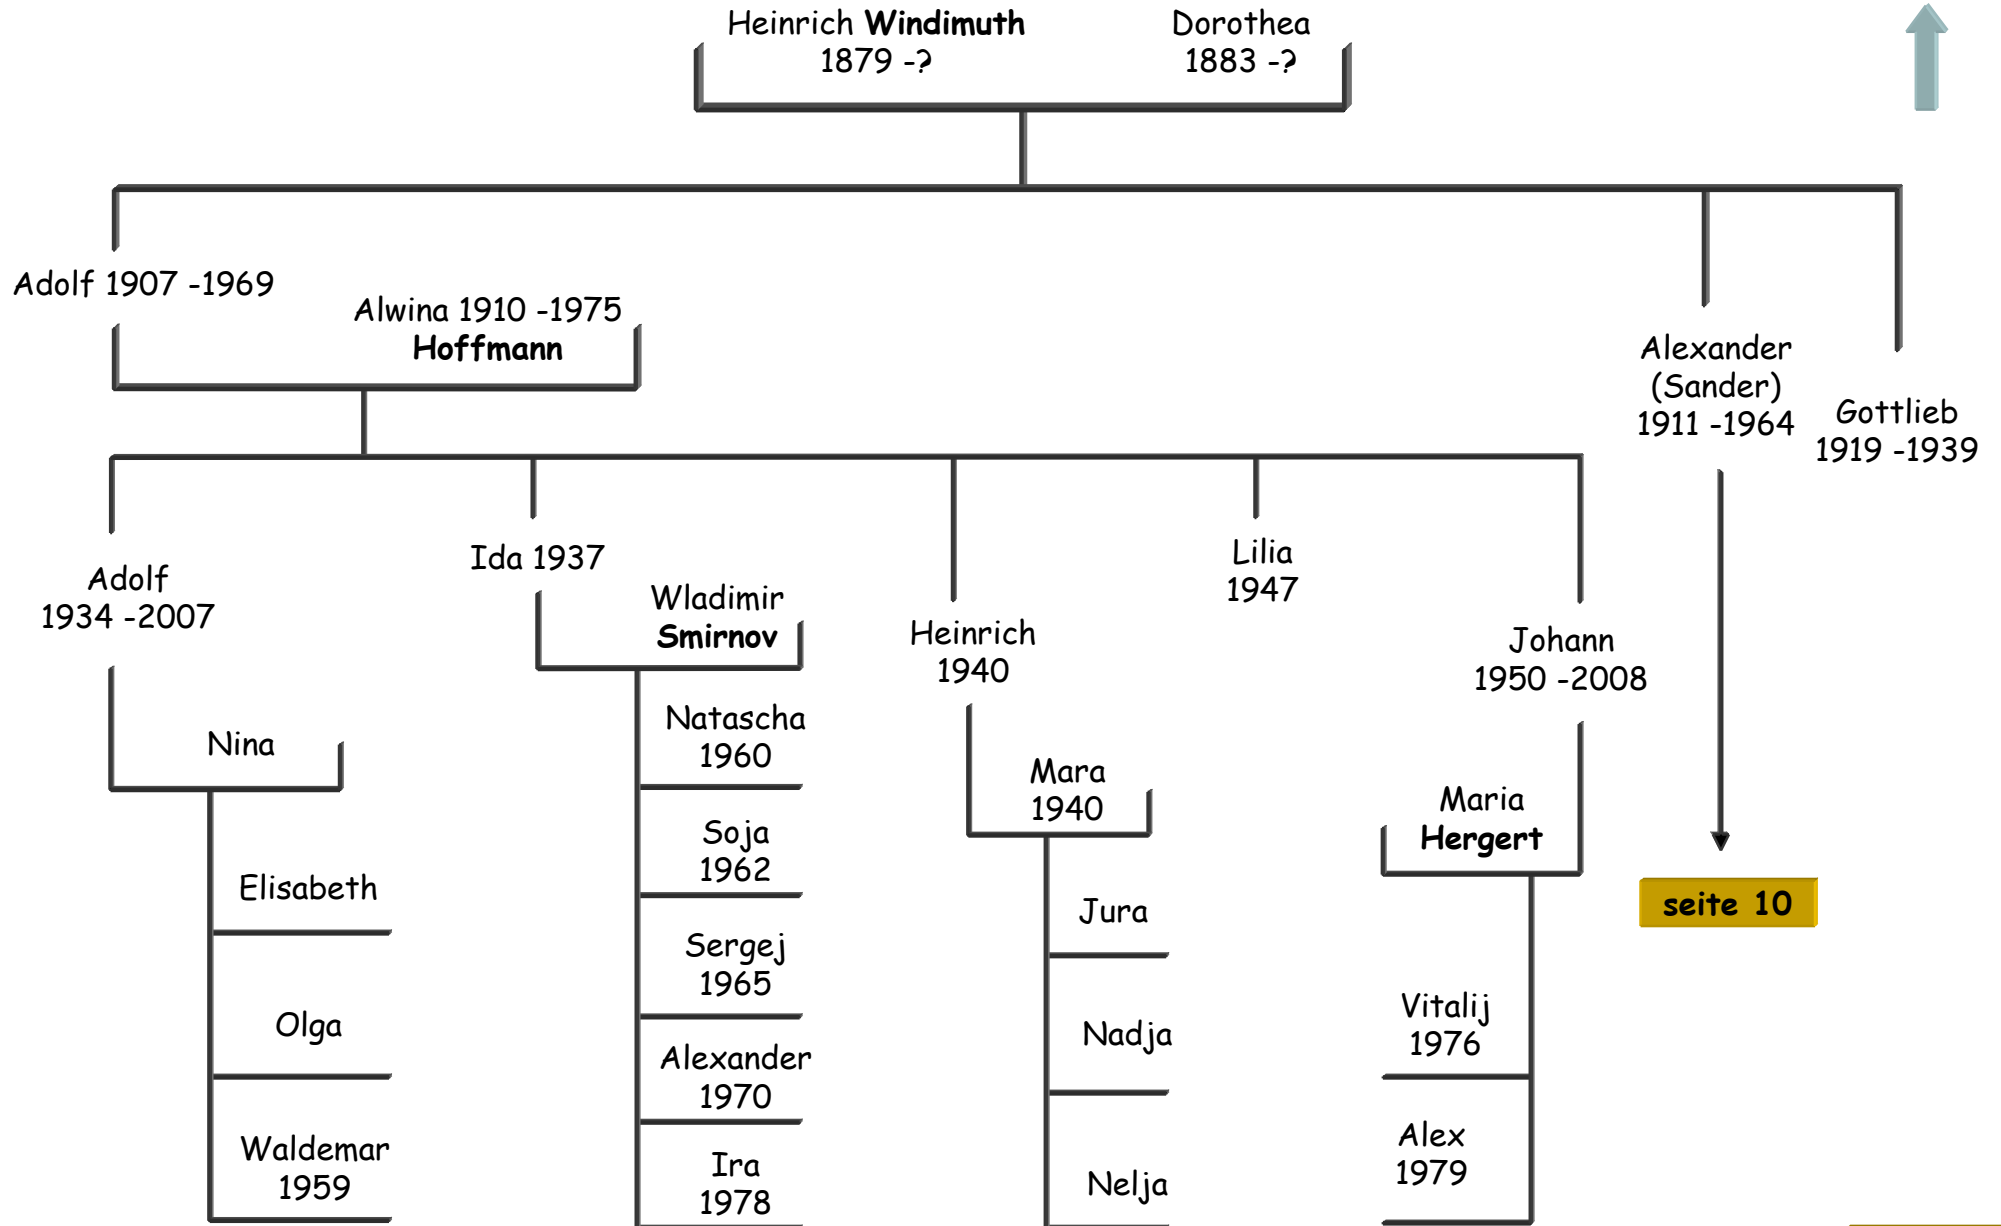 Heinrich Windimuth
1879 -?
Dorothea
1883 -?
Adolf 1907 -1969
Alwina 1910 -1975
Hoffmann
Alexander
(Sander)
1911 -1964
Gottlieb
1919 -1939
Adolf
1934 -2007
Ida 1937
Wladimir
Smirnov
Heinrich
1940
Lilia
1947
Johann
1950 -2008
Nina
Elisabeth
Olga
Waldemar
1959
Natascha
1960
Soja
1962
Sergej
1965
Alexander
1970
Ira
1978
Mara
1940
Jura
Nadja
Nelja
Maria
Hergert
Vitalij
1976
Alex
1979
seite 10